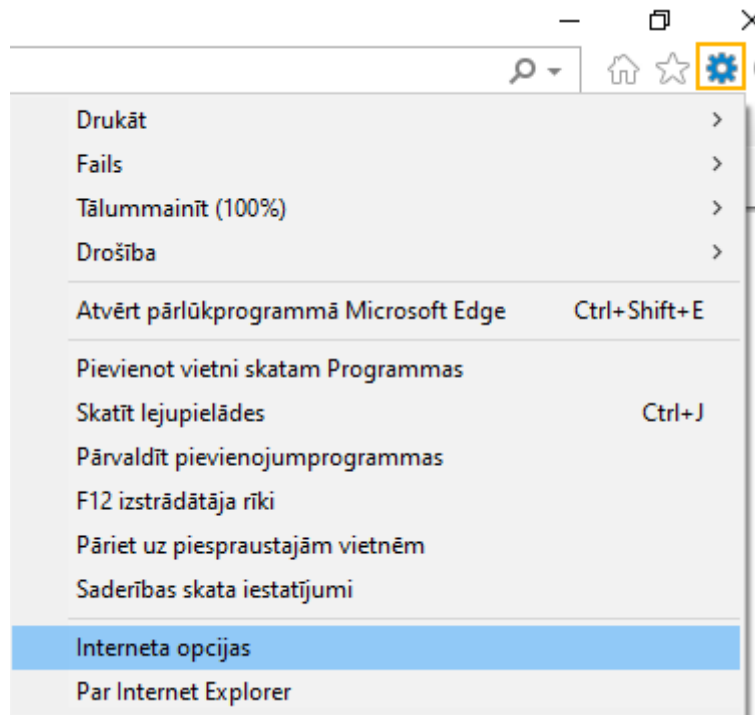 Drukāt
Fails
Tālummainīt (100%)
Drošība
Atvērt pārlūkprogrammā Microsoft Edge Ctrl+Shift+E
Pievienot vietni skatam Programmas
Skatīt lejupielādes Ctrl+J
Pārvaldīt pievienojumprogrammas
F12 izstrādātāja rīki
Pāriet uz piespraustajām vietnēm
Saderības skata iestatījumi
Interneta opcijas
Par Internet Explorer